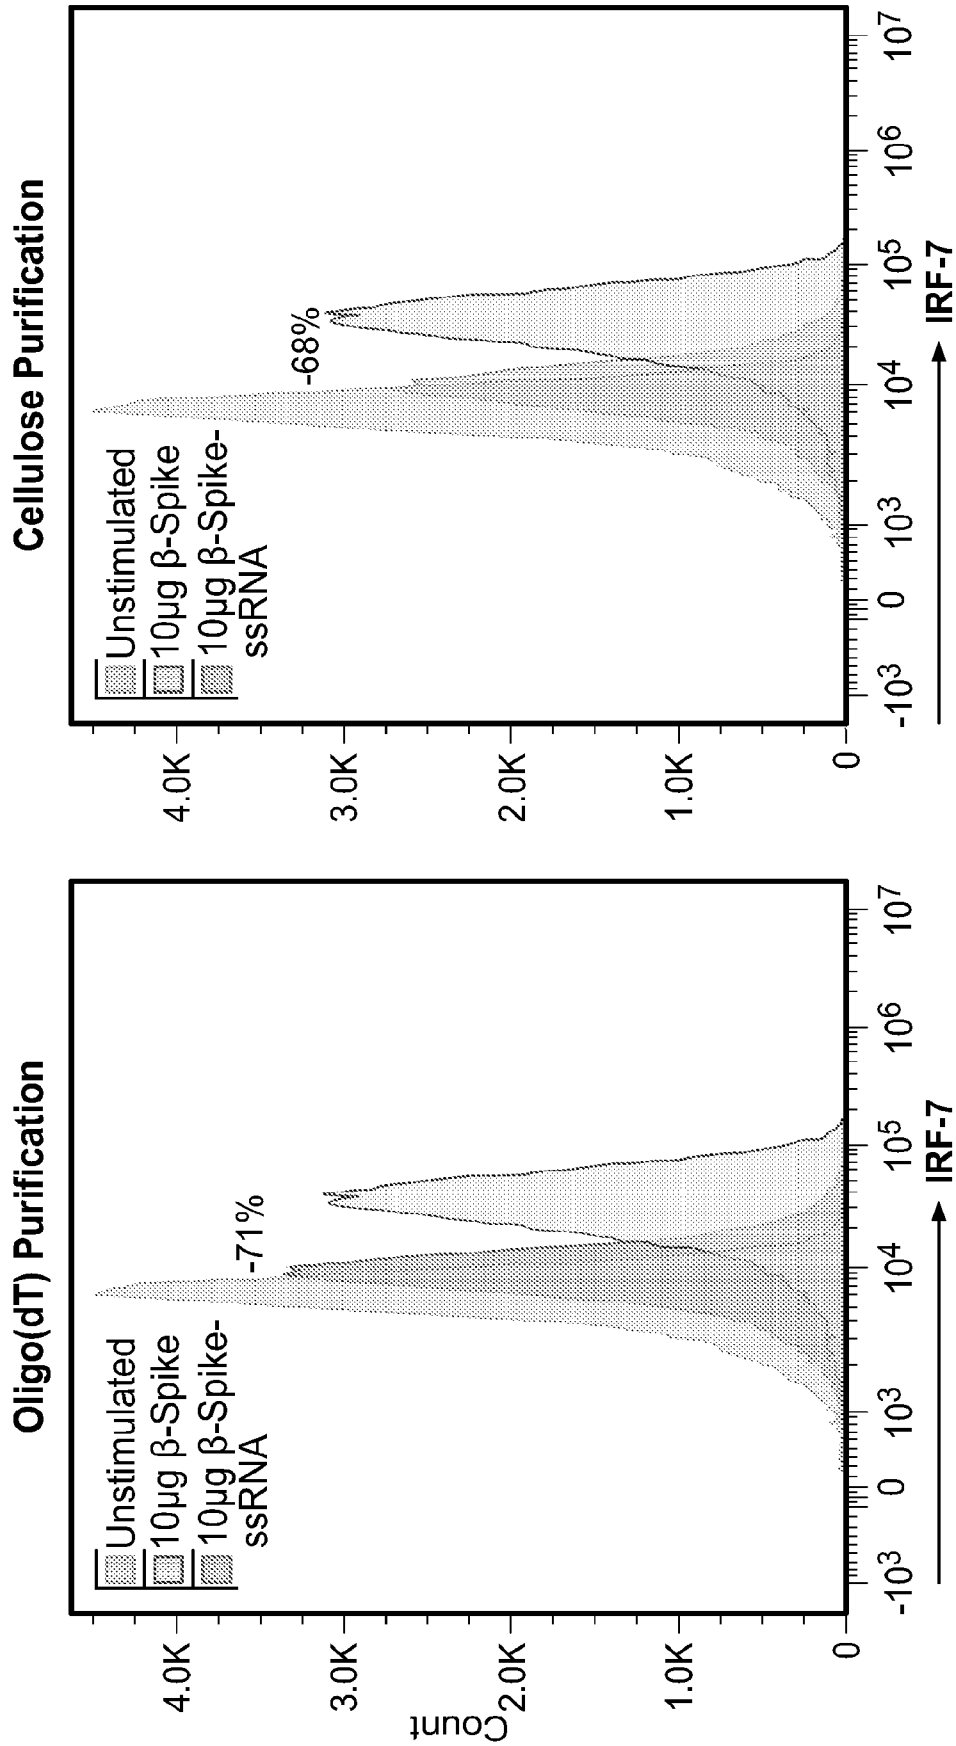 Oligo(dT) Purification
Count
4.0K
3.0K
2.0K
1.0K
0
Unstimulated
10µg β-Spike
10µg β-Spike-
ssRNA
-71%
-10³ 0 10³ 10⁴ 10⁵ 10⁶ 10⁷
IRF-7
Cellulose Purification
4.0K
3.0K
2.0K
1.0K
0
Unstimulated
10µg β-Spike
10µg β-Spike-
ssRNA
-68%
-10³ 0 10³ 10⁴ 10⁵ 10⁶ 10⁷
IRF-7